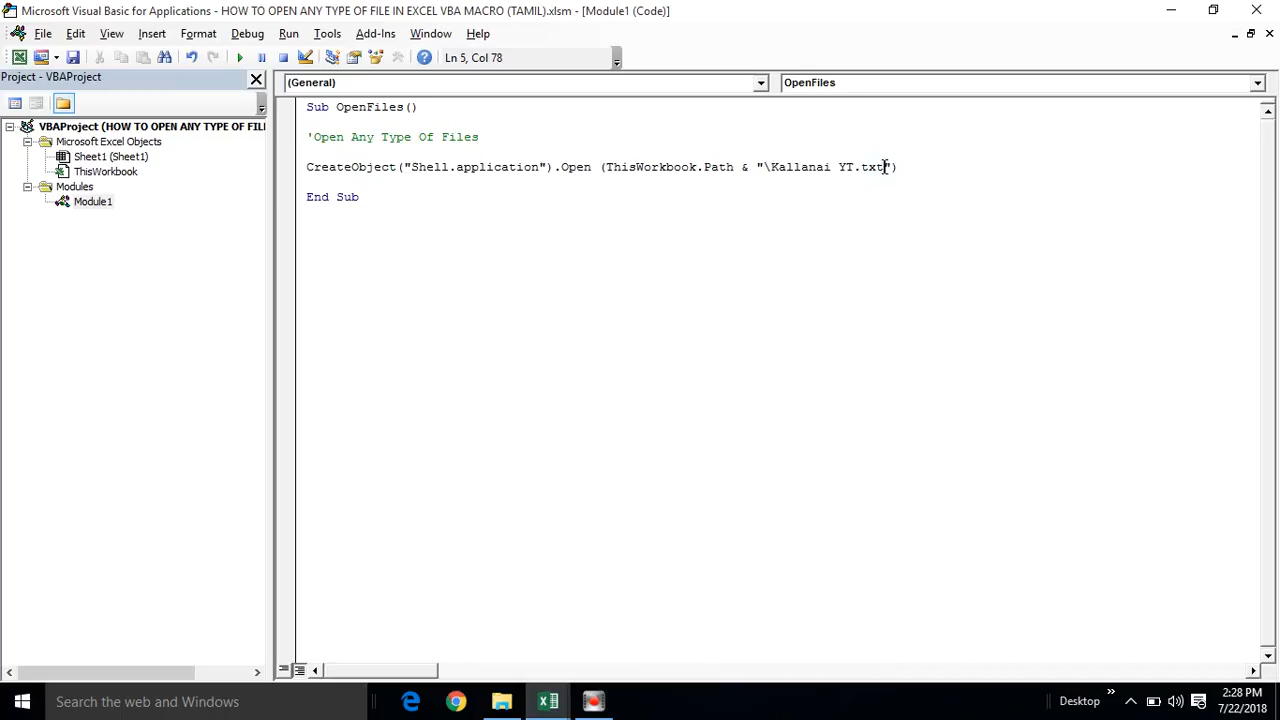 Microsoft Visual Basic for Applications - HOW TO OPEN ANY TYPE OF FILE IN EXCEL VBA MACRO (TAMIL).xlsm - [Module1 (Code)]
File Edit View Insert Format Debug Run Tools Add-Ins Window Help
Ln 5, Col 78
Project - VBAProject
(General) OpenFiles
VBAProject (HOW TO OPEN ANY TYPE OF FIL
Microsoft Excel Objects
Sheet1 (Sheet1)
ThisWorkbook
Modules
Module1
Sub OpenFiles()
'Open Any Type Of Files
CreateObject("Shell.application").Open (ThisWorkbook.Path & "\Kallanai YT.txt")
End Sub
Search the web and Windows
Desktop
2:28 PM
7/22/2018